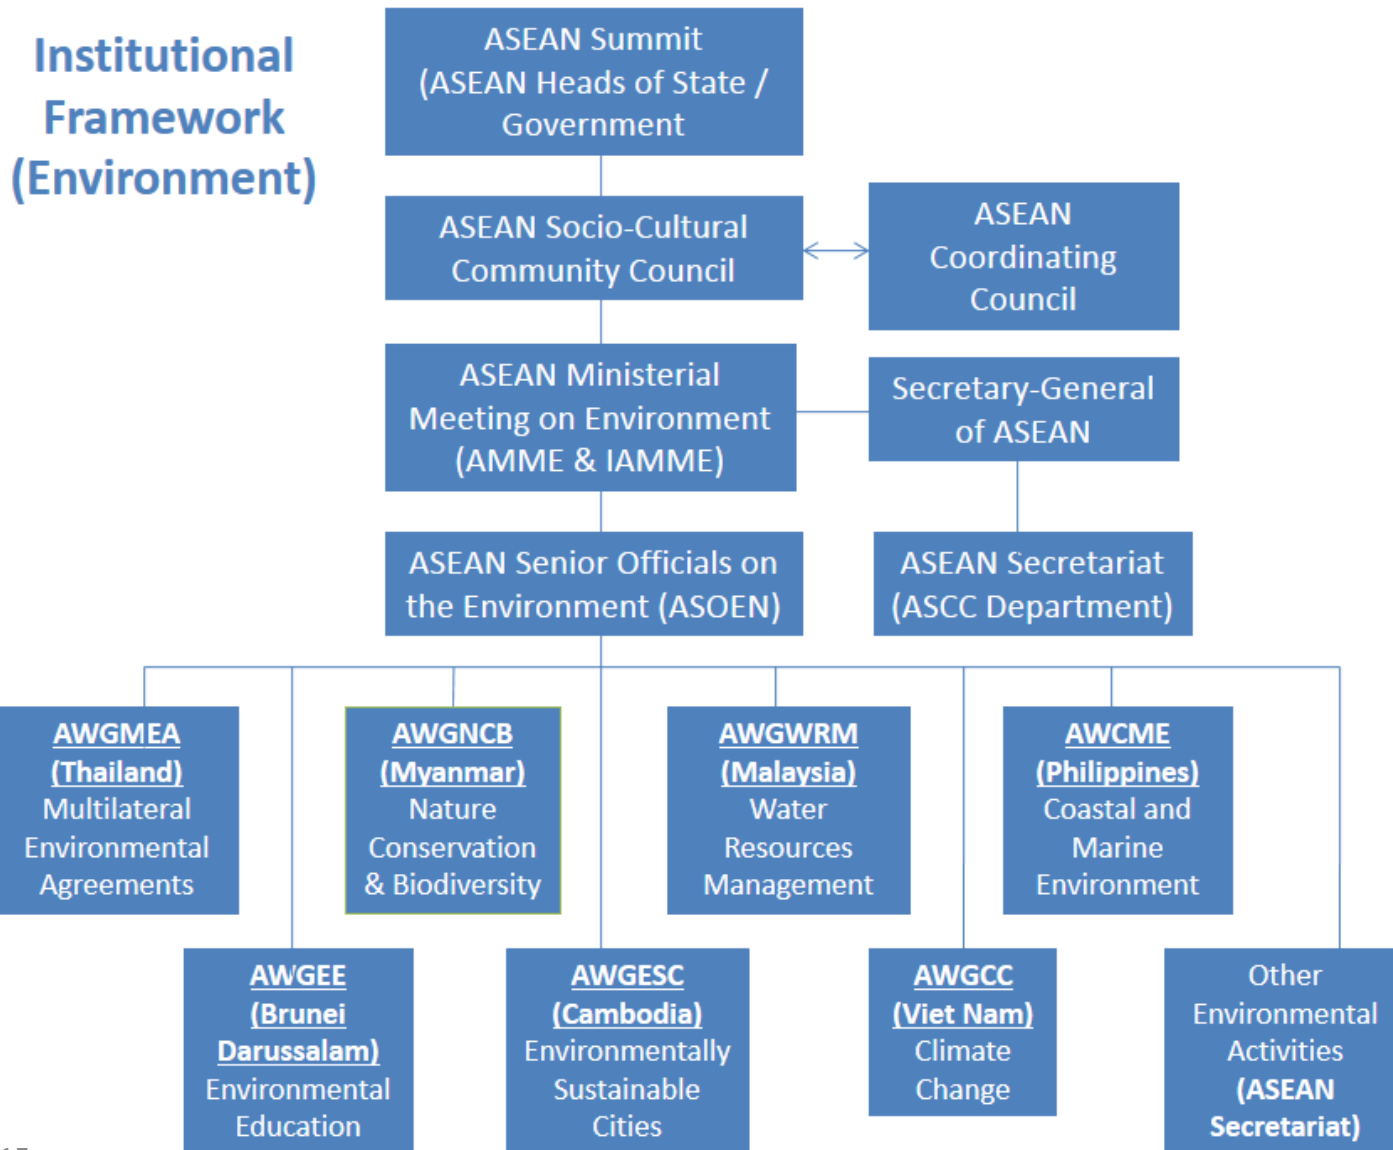 Institutional
Framework
(Environment)
ASEAN Summit
(ASEAN Heads of State /
Government
ASEAN Socio-Cultural
Community Council
ASEAN
Coordinating
Council
ASEAN Ministerial
Meeting on Environment
(AMME & IAMME)
Secretary-General
of ASEAN
ASEAN Senior Officials on
the Environment (ASOEN)
ASEAN Secretariat
(ASCC Department)
AWGMEA
(Thailand)
Multilateral
Environmental
Agreements
AWGNCB
(Myanmar)
Nature
Conservation
& Biodiversity
AWGWRM
(Malaysia)
Water
Resources
Management
AWCME
(Philippines)
Coastal and
Marine
Environment
AWGEE
(Brunei
Darussalam)
Environmental
Education
AWGESC
(Cambodia)
Environmentally
Sustainable
Cities
AWGCC
(Viet Nam)
Climate
Change
Other
Environmental
Activities
(ASEAN
Secretariat)